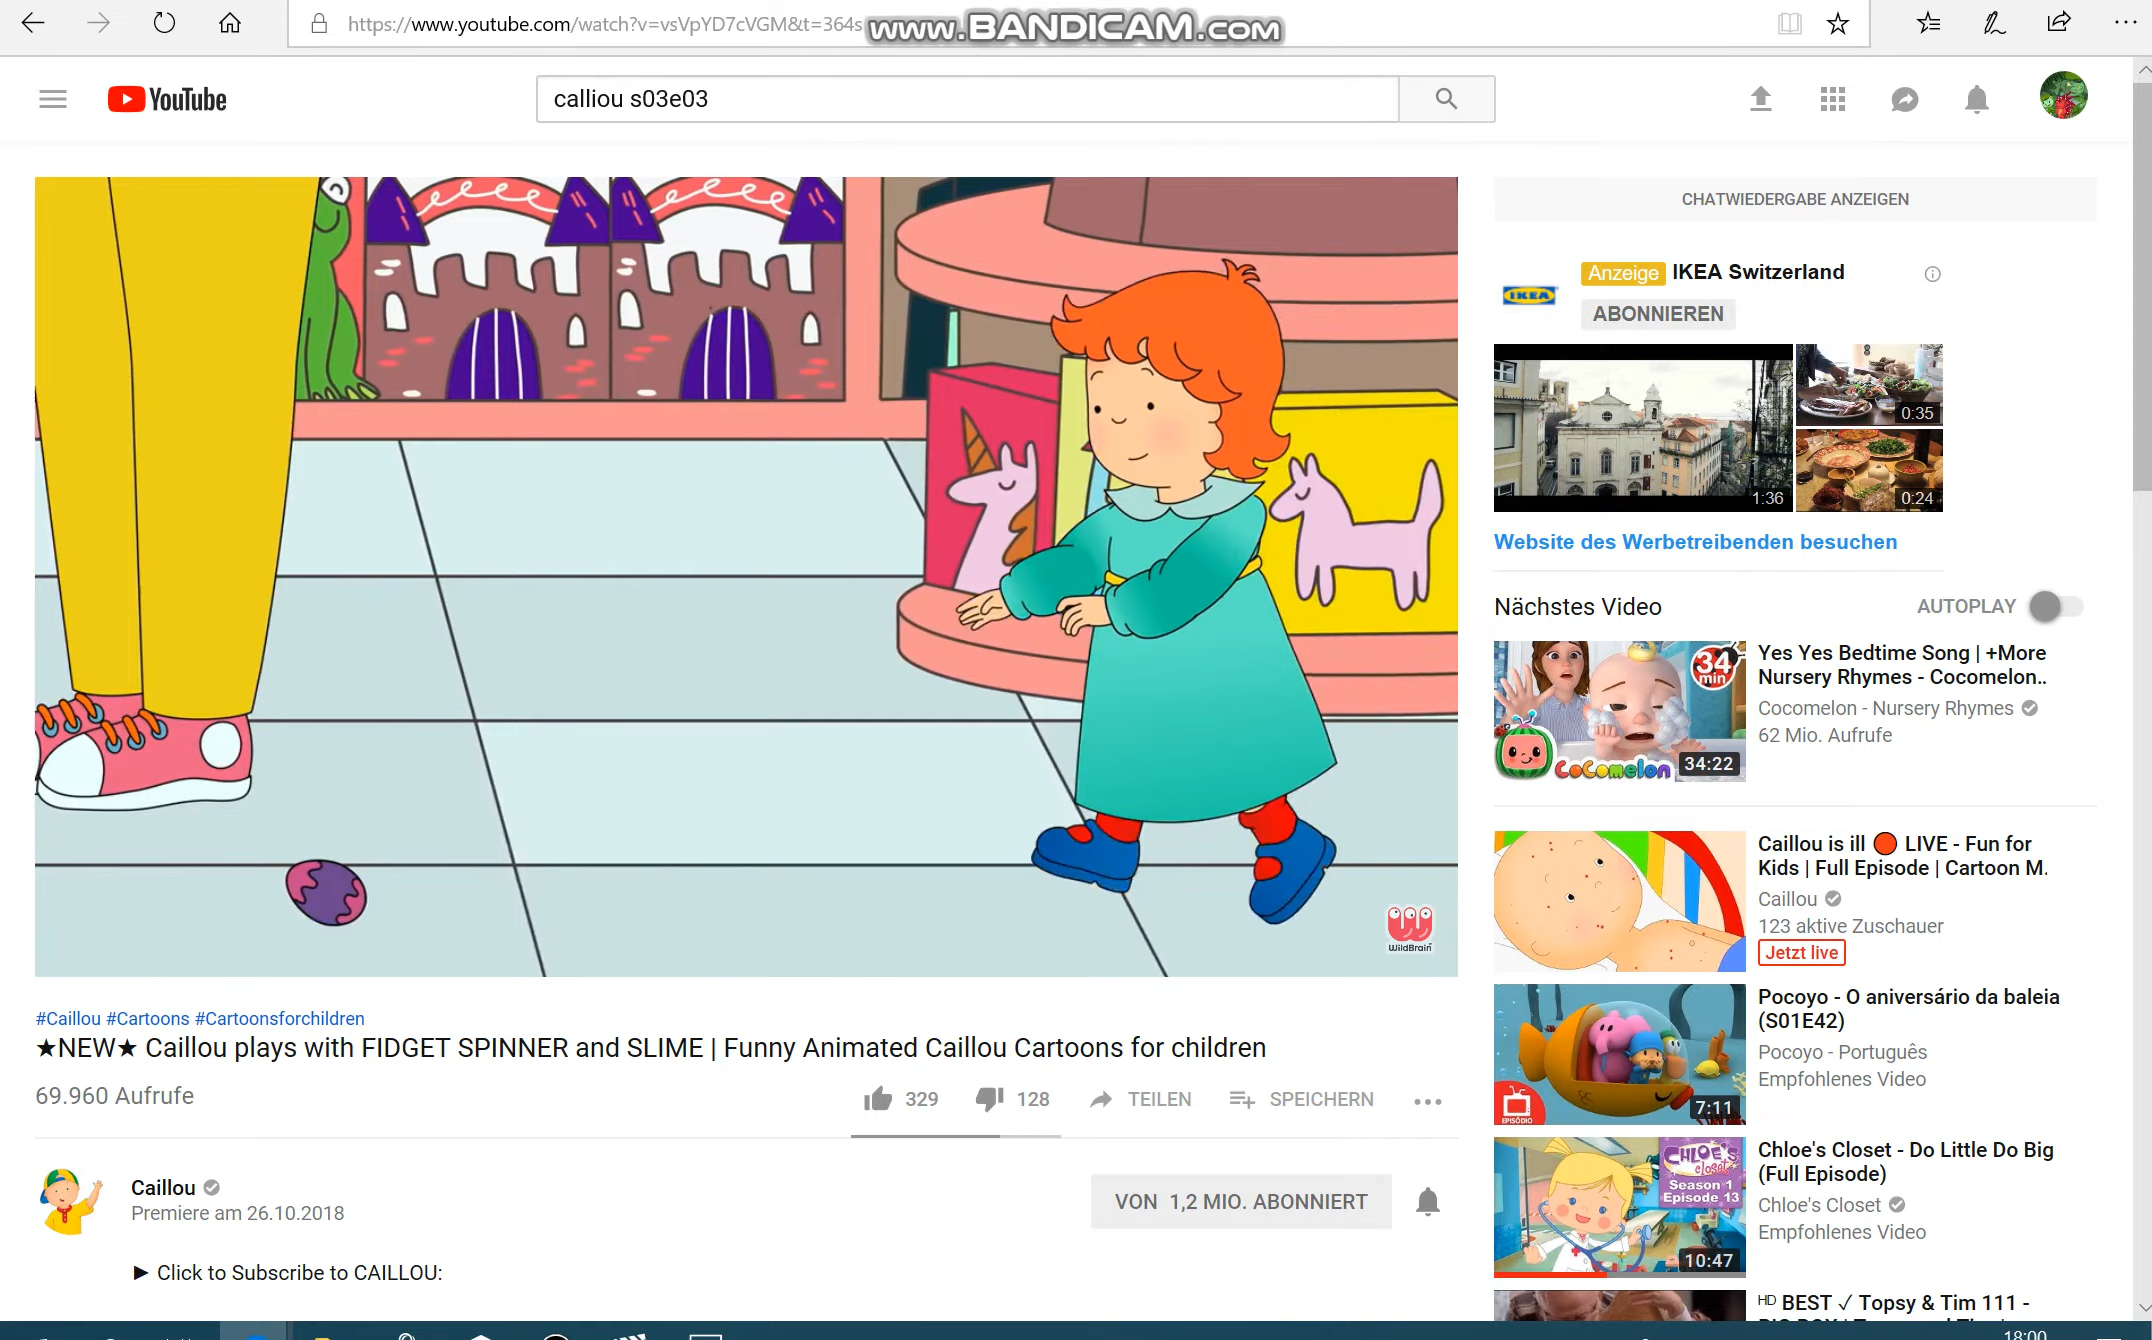 https://www.youtube.com/watch?v=vsVpYD7cVGM&t=364s
www.BANDICAM.com
YouTube
calliou s03e03
CHATWIEDERGABE ANZEIGEN
IKEA
Anzeige IKEA Switzerland
ABONNIEREN
0:35
1:36
0:24
Website des Werbetreibenden besuchen
Nächstes Video
AUTOPLAY
34 min
CoComelon
34:22
Yes Yes Bedtime Song | +More
Nursery Rhymes - Cocomelon..
Cocomelon - Nursery Rhymes
62 Mio. Aufrufe
Caillou is ill 🔴 LIVE - Fun for
Kids | Full Episode | Cartoon M.
Caillou
123 aktive Zuschauer
Jetzt live
WildBrain
EPISÓDIO
7:11
Pocoyo - O aniversário da baleia
(S01E42)
Pocoyo - Português
Empfohlenes Video
#Caillou #Cartoons #Cartoonsforchildren
★NEW★ Caillou plays with FIDGET SPINNER and SLIME | Funny Animated Caillou Cartoons for children
69.960 Aufrufe
329
128
TEILEN
SPEICHERN
CHLOE'S
closet
Season 1
Episode 13
10:47
Chloe's Closet - Do Little Do Big
(Full Episode)
Chloe's Closet
Empfohlenes Video
Caillou
Premiere am 26.10.2018
VON 1,2 MIO. ABONNIERT
► Click to Subscribe to CAILLOU:
HD BEST ✓ Topsy & Tim 111 -
18:00